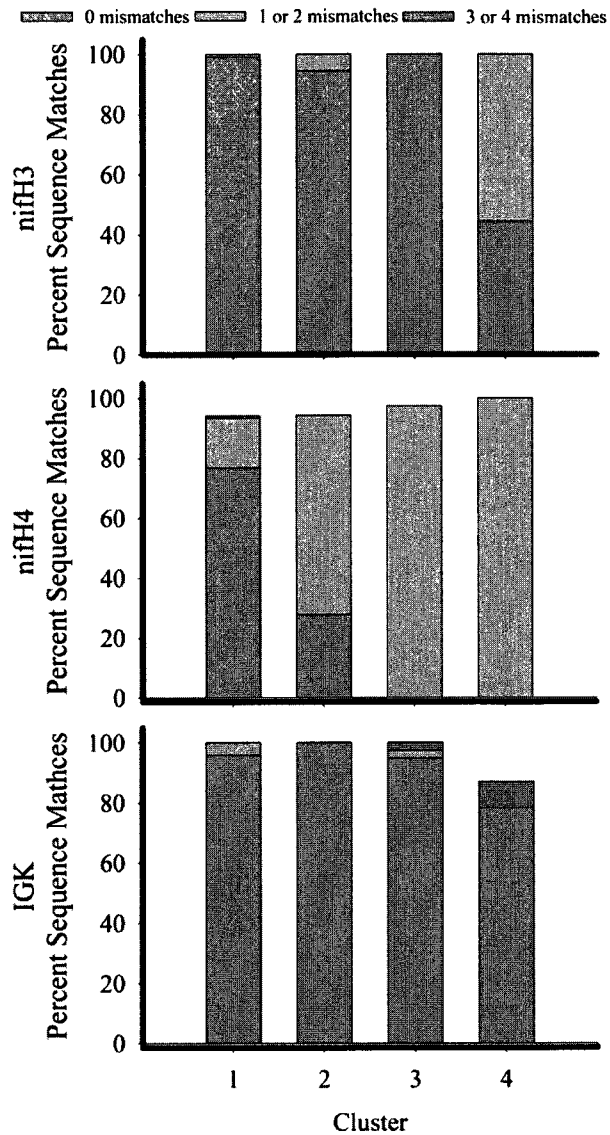 0 mismatches 1 or 2 mismatches 3 or 4 mismatches
nifH3
Percent Sequence Matches
100
80
60
40
20
0
nifH4
Percent Sequence Matches
100
80
60
40
20
0
IGK
Percent Sequence Mathces
100
80
60
40
20
0
1 2 3 4
Cluster